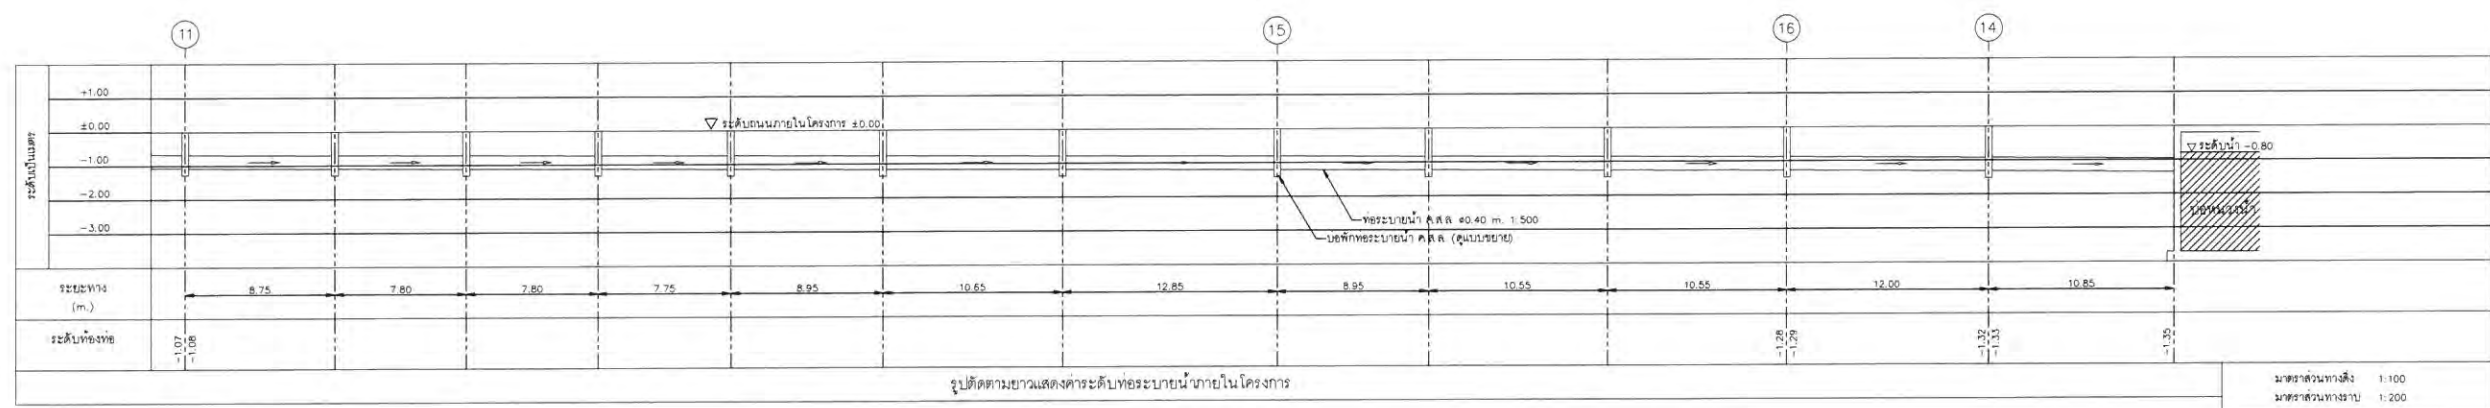 11
15
16
14
ระดับเป็นเมตร
+1.00
±0.00
-1.00
-2.00
-3.00
ระดับถนนภายในโครงการ ±0.00
ระดับน้ำ -0.80
บ่อหน่วงน้ำ
ท่อระบายน้ำ ค.ส.ล. ø0.40 m. 1:500
บ่อพักท่อระบายน้ำ ค.ส.ล. (ดูแบบขยาย)
ระยะทาง
(m.)
8.75 7.80 7.80 7.75 8.95 10.65 12.85 8.95 10.55 10.55 12.00 10.85
ระดับท้องท่อ
-1.07
-1.08
-1.28
-1.29
-1.32
-1.33
-1.35
รูปตัดตามยาวแสดงค่าระดับท่อระบายน้ำภายในโครงการ
มาตราส่วนทางดิ่ง 1:100
มาตราส่วนทางราบ 1:200